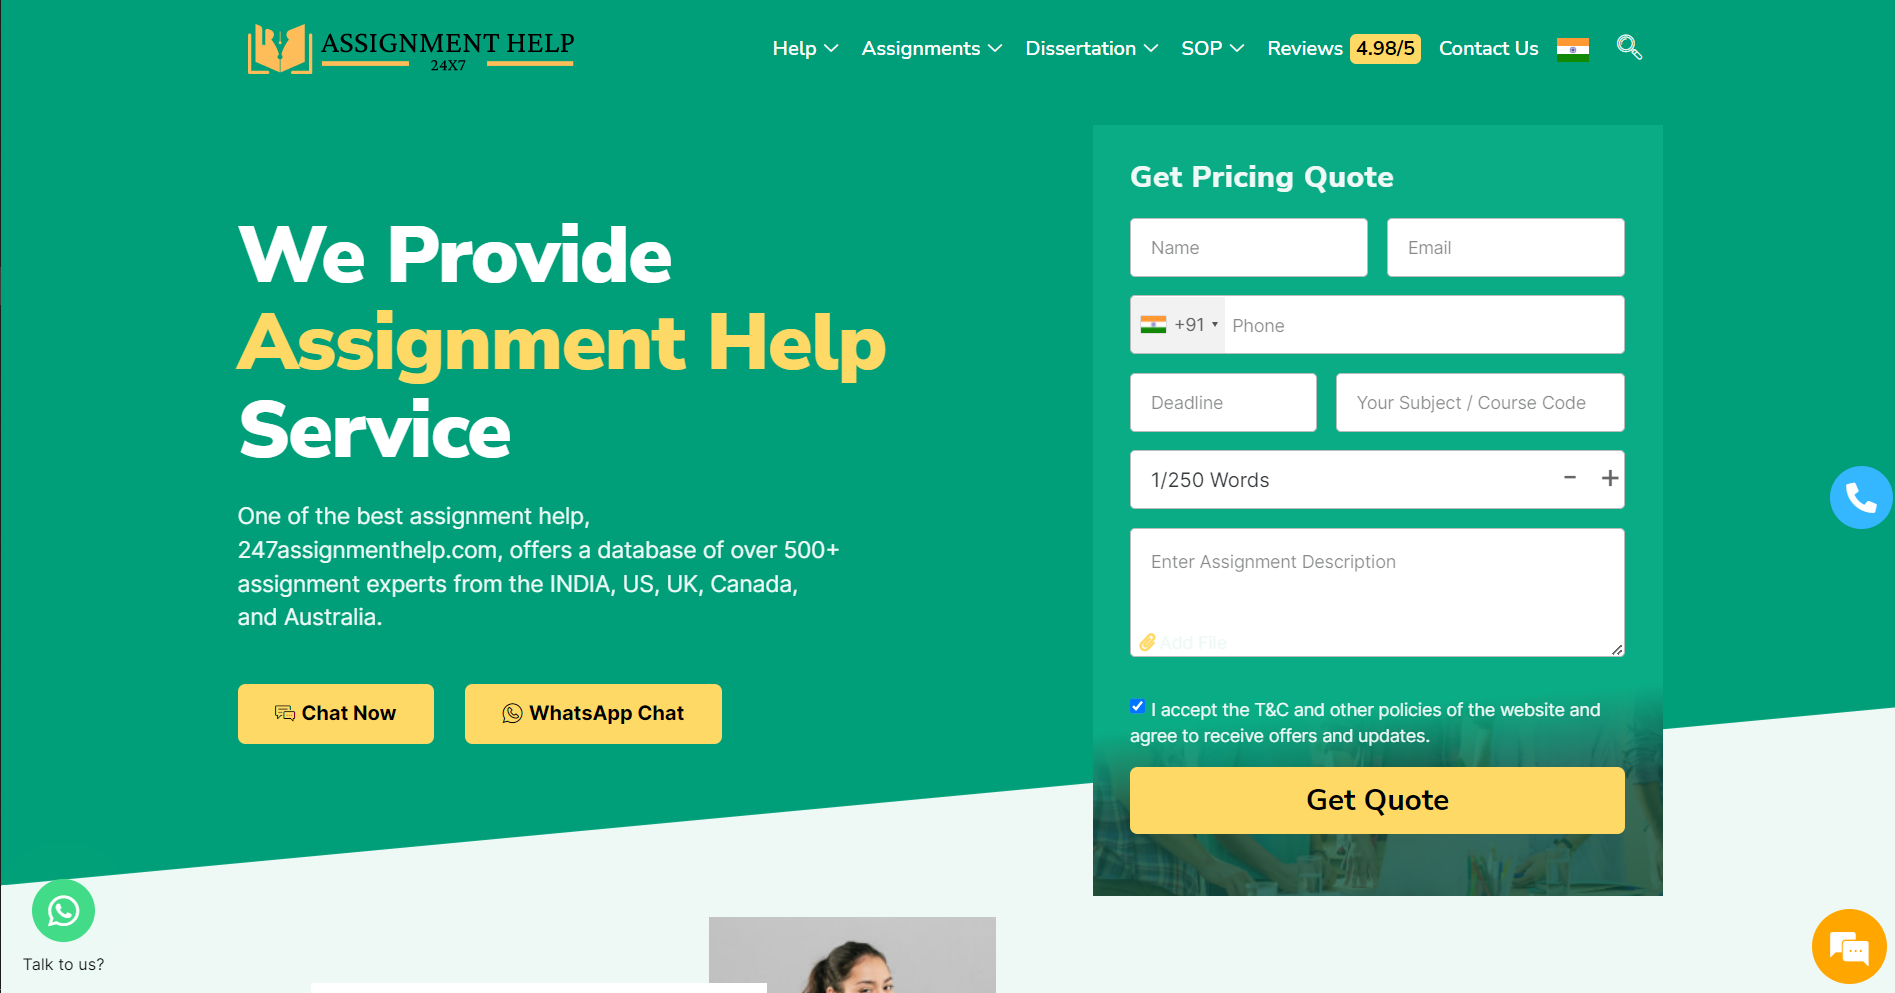 ASSIGNMENT HELP
24X7
Help
Assignments
Dissertation
SOP
Reviews 4.98/5
Contact Us
We Provide
Assignment Help
Service
One of the best assignment help,
247assignmenthelp.com, offers a database of over 500+
assignment experts from the INDIA, US, UK, Canada,
and Australia.
Chat Now
WhatsApp Chat
Get Pricing Quote
Name
Email
+91
Phone
Deadline
Your Subject / Course Code
1/250 Words
- +
Enter Assignment Description
Add File
I accept the T&C and other policies of the website and
agree to receive offers and updates.
Get Quote
Talk to us?